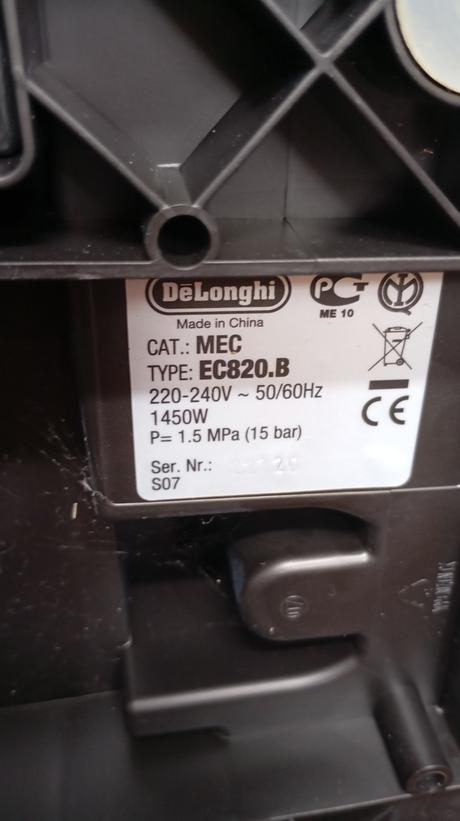 DeLonghi
Made in China
ME 10
CAT.: MEC
TYPE: EC820.B
220-240V ~ 50/60Hz
1450W
P= 1.5 MPa (15 bar)
Ser. Nr.:
S07
CE